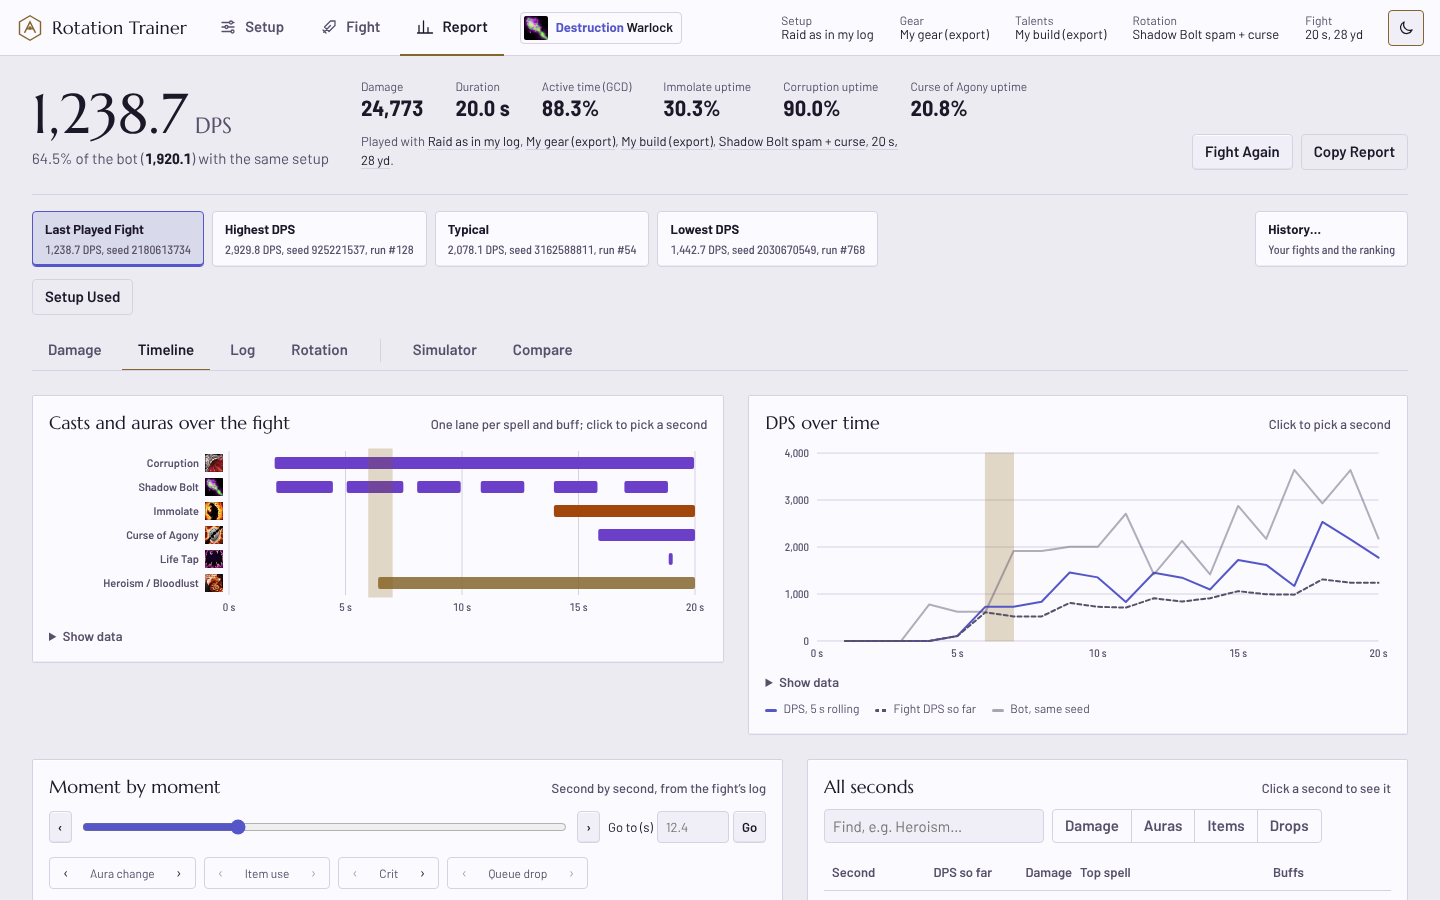 Rotation Trainer
Setup
Fight
Report
Destruction Warlock
Setup
Raid as in my log
Gear
My gear (export)
Talents
My build (export)
Rotation
Shadow Bolt spam + curse
Fight
20 s, 28 yd
1,238.7 DPS
64.5% of the bot (1,920.1) with the same setup
Damage
24,773
Duration
20.0 s
Active time (GCD)
88.3%
Immolate uptime
30.3%
Corruption uptime
90.0%
Curse of Agony uptime
20.8%
Played with Raid as in my log, My gear (export), My build (export), Shadow Bolt spam + curse, 20 s,
28 yd.
Fight Again
Copy Report
Last Played Fight
1,238.7 DPS, seed 2180613734
Highest DPS
2,929.8 DPS, seed 925221537, run #128
Typical
2,078.1 DPS, seed 3162588811, run #54
Lowest DPS
1,442.7 DPS, seed 2030670549, run #768
History...
Your fights and the ranking
Setup Used
Damage
Timeline
Log
Rotation
Simulator
Compare
Casts and auras over the fight
One lane per spell and buff; click to pick a second
Corruption
Shadow Bolt
Immolate
Curse of Agony
Life Tap
Heroism / Bloodlust
0 s
5 s
10 s
15 s
20 s
Show data
DPS over time
Click to pick a second
4,000
3,000
2,000
1,000
0
0 s
5 s
10 s
15 s
20 s
Show data
DPS, 5 s rolling
Fight DPS so far
Bot, same seed
Moment by moment
Second by second, from the fight's log
‹
›
Go to (s)
12.4
Go
‹ Aura change ›
‹ Item use ›
‹ Crit ›
‹ Queue drop ›
All seconds
Click a second to see it
Find, e.g. Heroism...
Damage
Auras
Items
Drops
Second
DPS so far
Damage
Top spell
Buffs